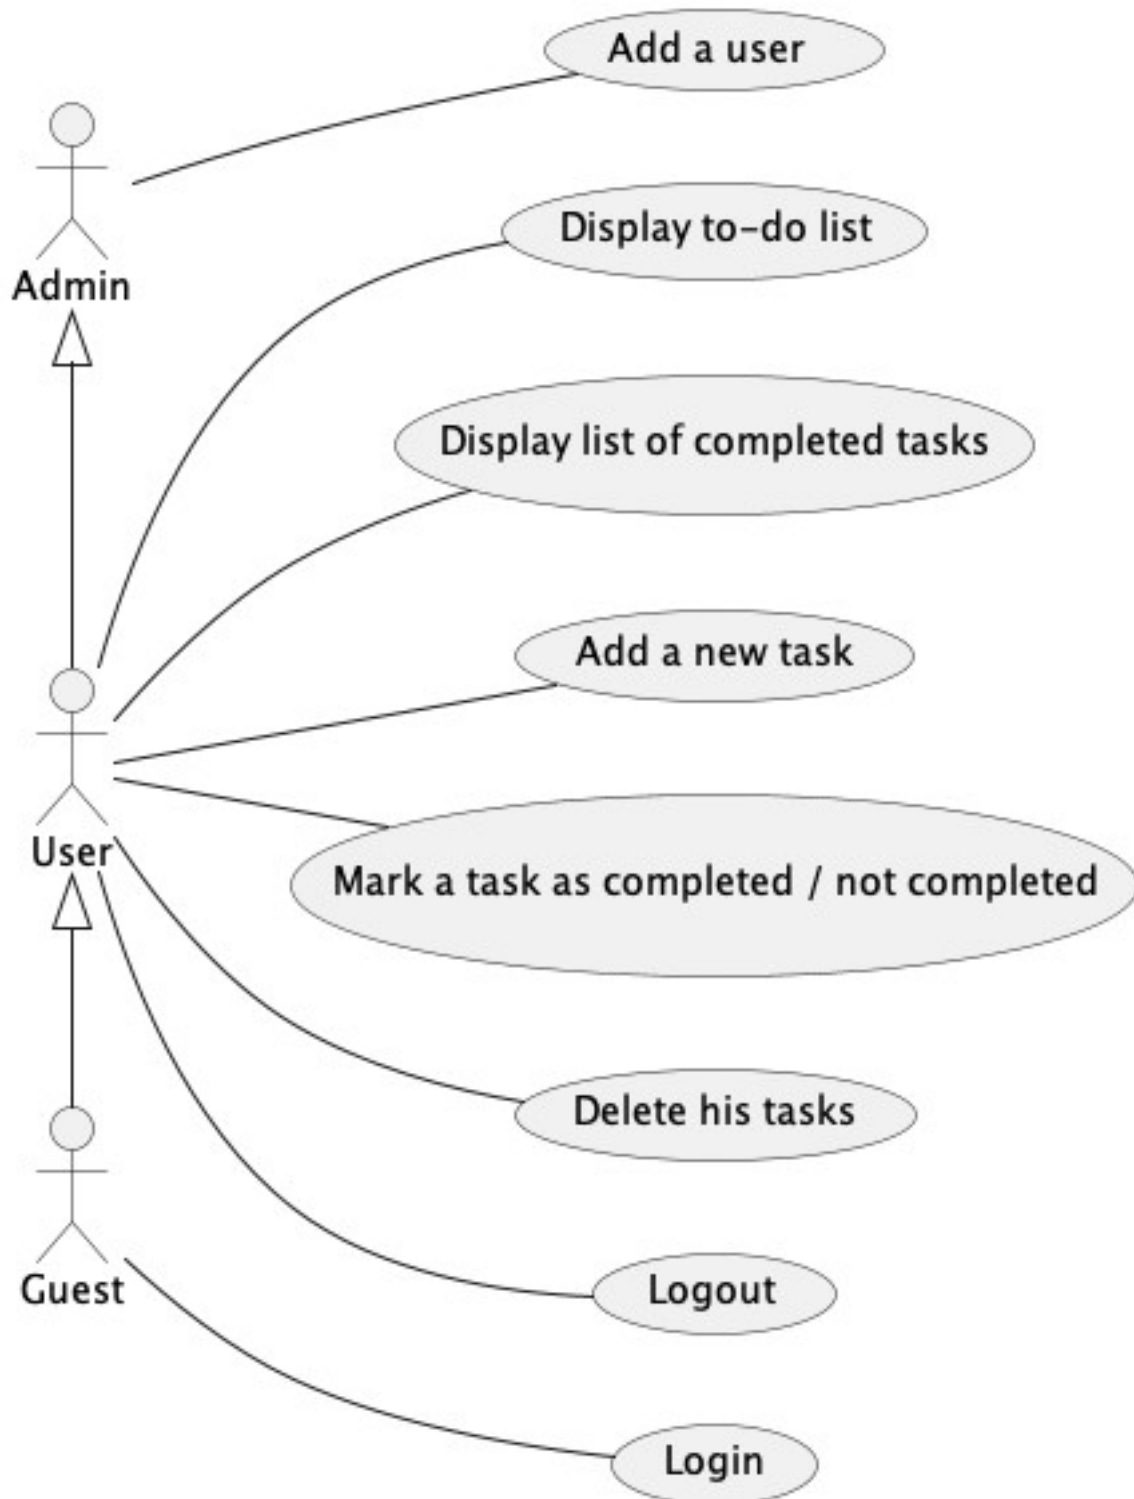 Add a user
Display to-do list
Admin
Display list of completed tasks
Add a new task
User
Mark a task as completed / not completed
Delete his tasks
Guest
Logout
Login